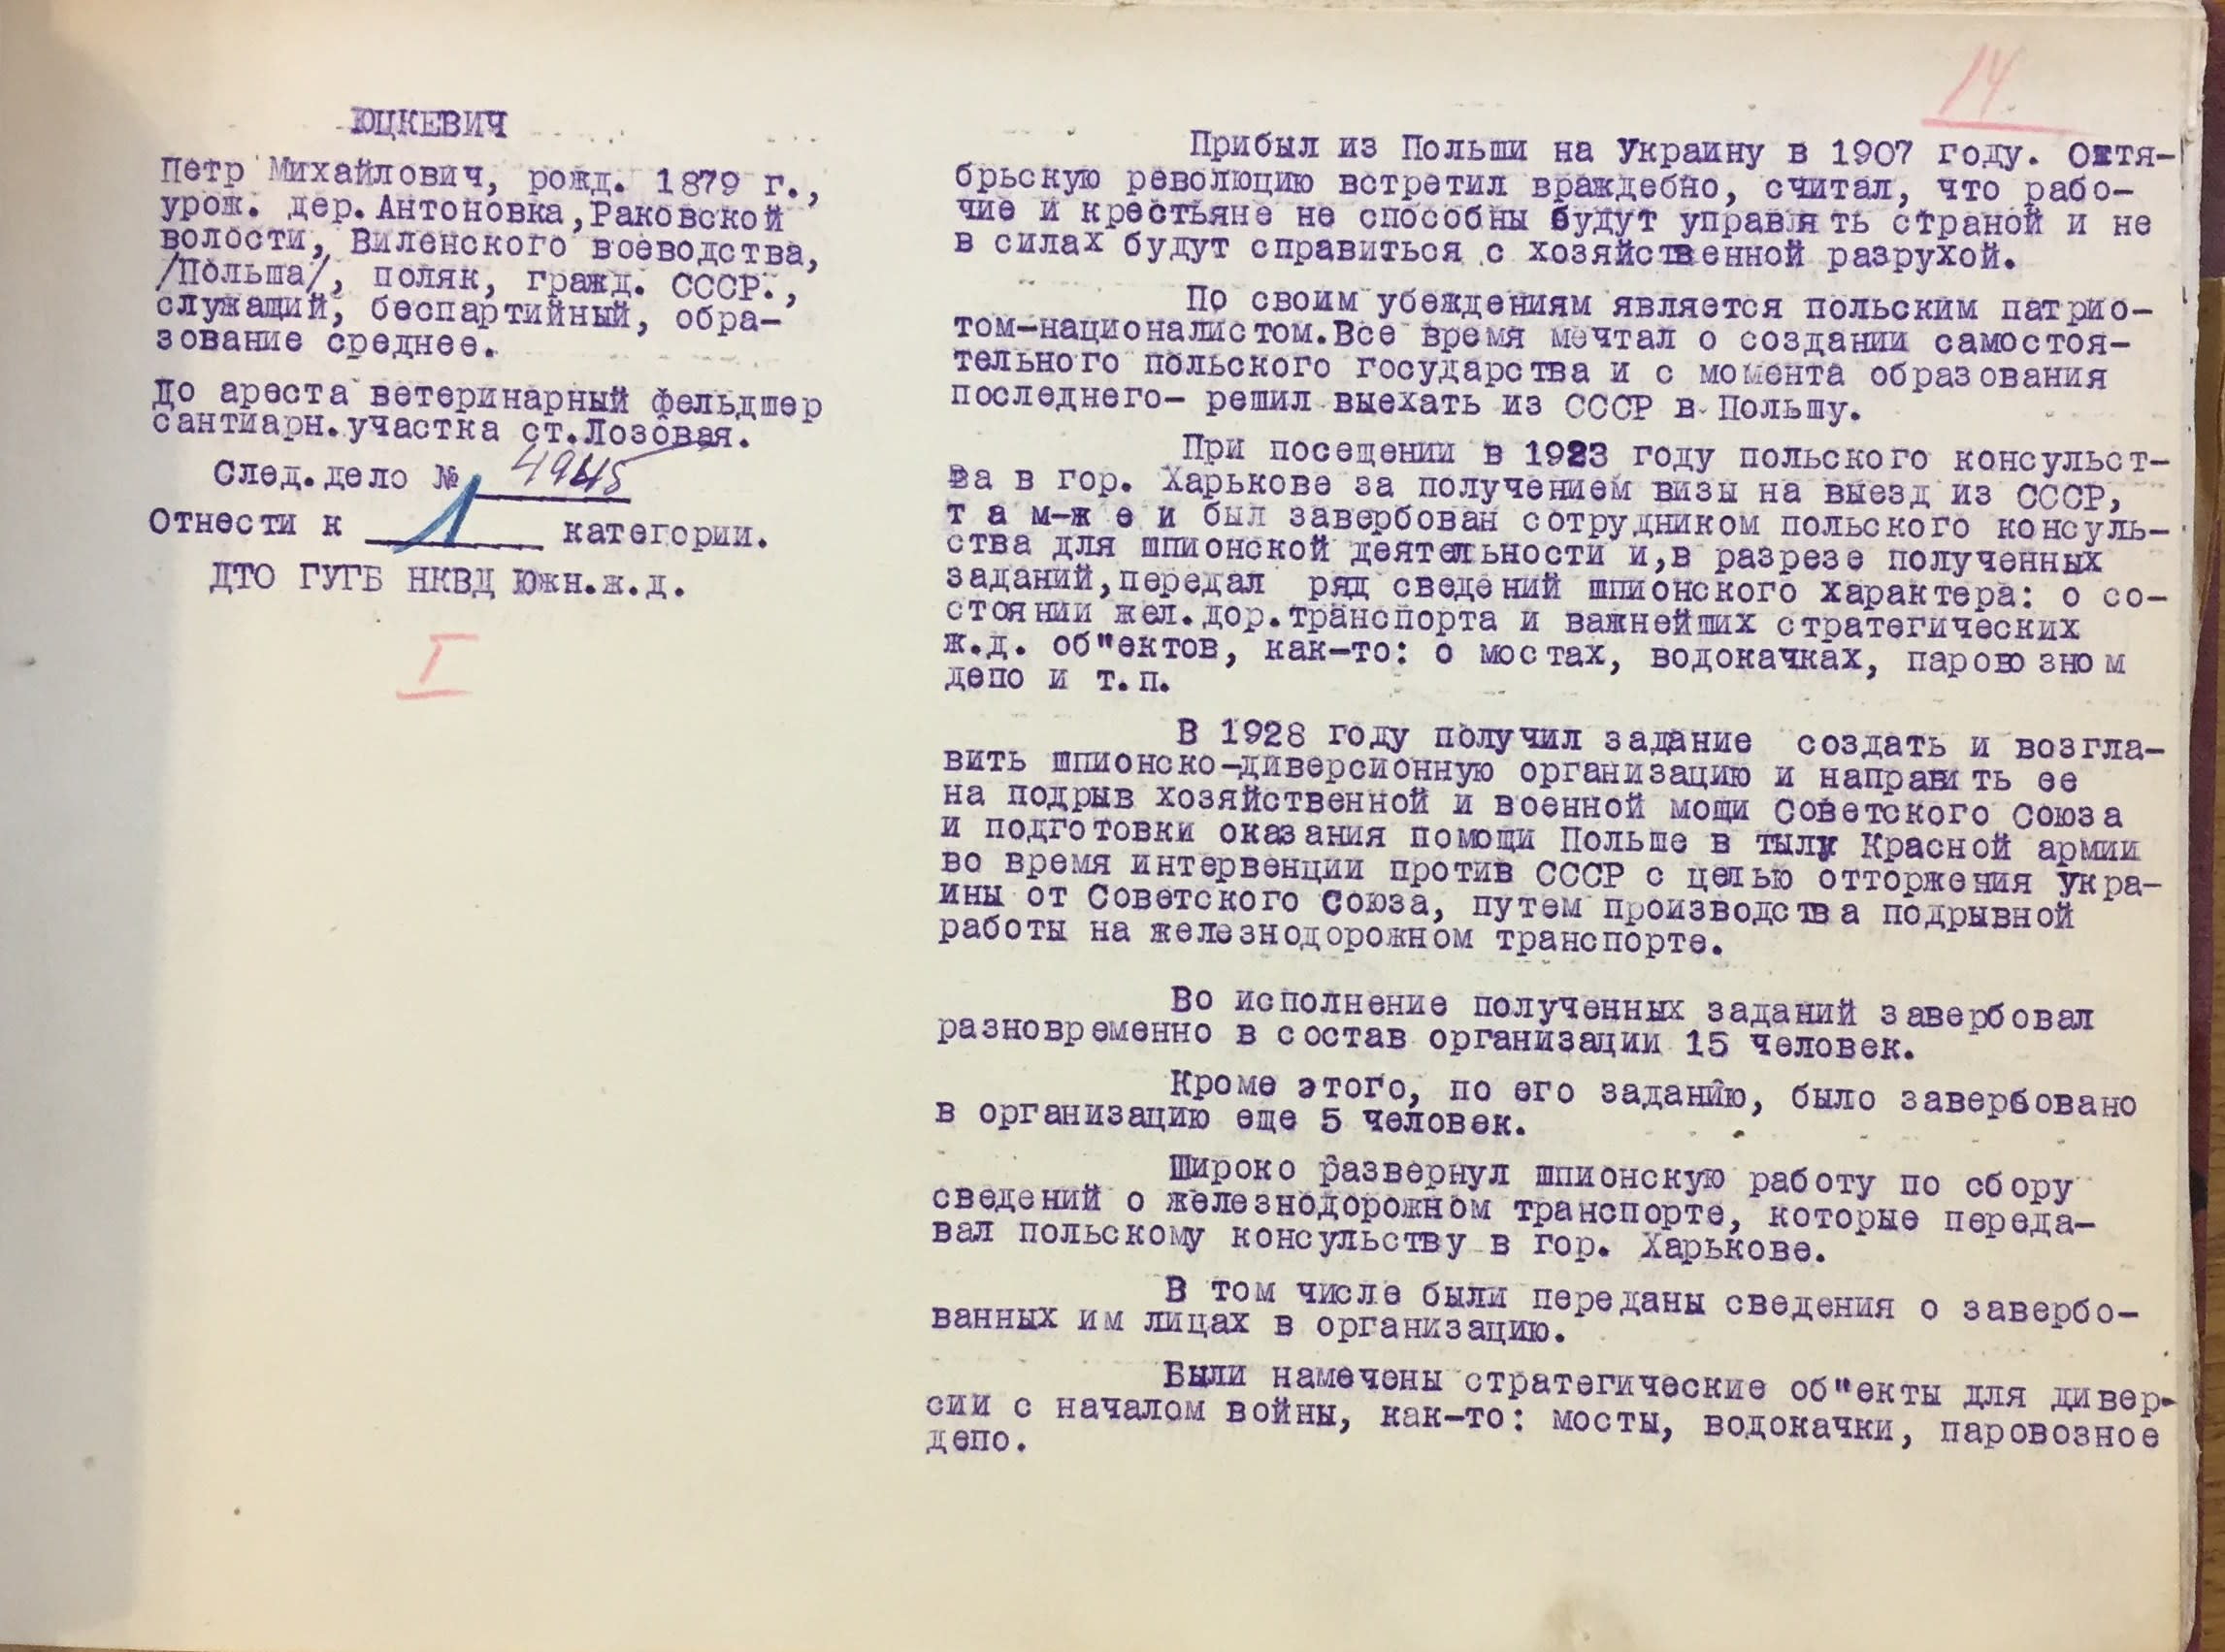 14
ЮЦКЕВИЧ
Петр Михайлович, рожд. 1879 г.,
урож. дер.Антоновка,Раковской
волости, Виленского воеводства,
/Польша/, поляк, гражд. СССР.,
служащий, беспартийный, обра-
зование среднее.
До ареста ветеринарный фельдшер
сантиарн.участка ст.Лозовая.
След.дело № 4945
Отнести к 1 категории.
ДТО ГУГБ НКВД Южн.ж.д.
I
Прибыл из Польши на Украину в 1907 году. Октя-
брьскую революцию встретил враждебно, считал, что рабо-
чие и крестьяне не способны будут управлять страной и не
в силах будут справиться с хозяйственной разрухой.
По своим убеждениям является польским патрио-
том-националистом.Все время мечтал о создании самостоя-
тельного польского государства и с момента образования
последнего- решил выехать из СССР в Польшу.
При посещении в 1923 году польского консульст-
ва в гор. Харькове за получением визы на выезд из СССР,
т а м-ж е и был завербован сотрудником польского консуль-
ства для шпионской деятельности и,в разрезе полученных
заданий,передал ряд сведений шпионского характера: о со-
стоянии жел.дор.транспорта и важнейших стратегических
ж.д. об"ектов, как-то: о мостах, водокачках, паровозном
депо и т.п.
В 1928 году получил задание создать и возгла-
вить шпионско-диверсионную организацию и направить ее
на подрыв хозяйственной и военной мощи Советского Союза
и подготовки оказания помощи Польше в тылу Красной армии
во время интервенции против СССР с целью отторжения Укра-
ины от Советского Союза, путем производства подрывной
работы на железнодорожном транспорте.
Во исполнение полученных заданий завербовал
разновременно в состав организации 15 человек.
Кроме этого, по его заданию, было завербовано
в организацию еще 5 человек.
Широко развернул шпионскую работу по сбору
сведений о железнодорожном транспорте, которые переда-
вал польскому консульству в гор. Харькове.
В том числе были переданы сведения о завербо-
ванных им лицах в организацию.
Были намечены стратегические об"екты для дивер-
сии с началом войны, как-то: мосты, водокачки, паровозное
депо.